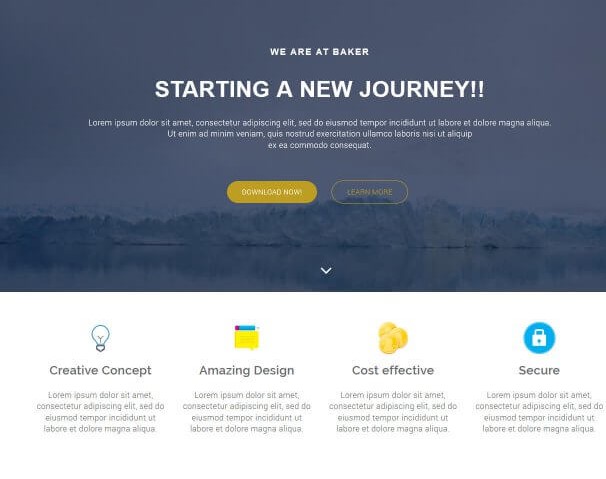 WE ARE AT BAKER
STARTING A NEW JOURNEY!!
Lorem ipsum dolor sit amet, consectetur adipiscing elit, sed do eiusmod tempor incididunt ut labore et dolore magna aliqua.
Ut enim ad minim veniam, quis nostrud exercitation ullamco laboris nisi ut aliquip
ex ea commodo consequat.
DOWNLOAD NOW!
LEARN MORE
Creative Concept
Lorem ipsum dolor sit amet,
consectetur adipiscing elit, sed do
eiusmod tempor incididunt ut
labore et dolore magna aliqua.
Amazing Design
Lorem ipsum dolor sit amet,
consectetur adipiscing elit, sed do
eiusmod tempor incididunt ut
labore et dolore magna aliqua.
Cost effective
Lorem ipsum dolor sit amet,
consectetur adipiscing elit, sed do
eiusmod tempor incididunt ut
labore et dolore magna aliqua.
Secure
Lorem ipsum dolor sit amet,
consectetur adipiscing elit, sed do
eiusmod tempor incididunt ut
labore et dolore magna aliqua.